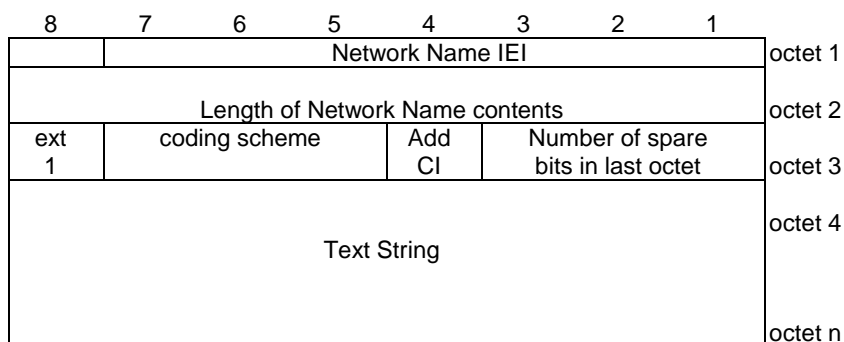 8 7 6 5 4 3 2 1
Network Name IEI octet 1
Length of Network Name contents octet 2
ext coding scheme Add Number of spare
1 CI bits in last octet octet 3
octet 4
Text String
octet n